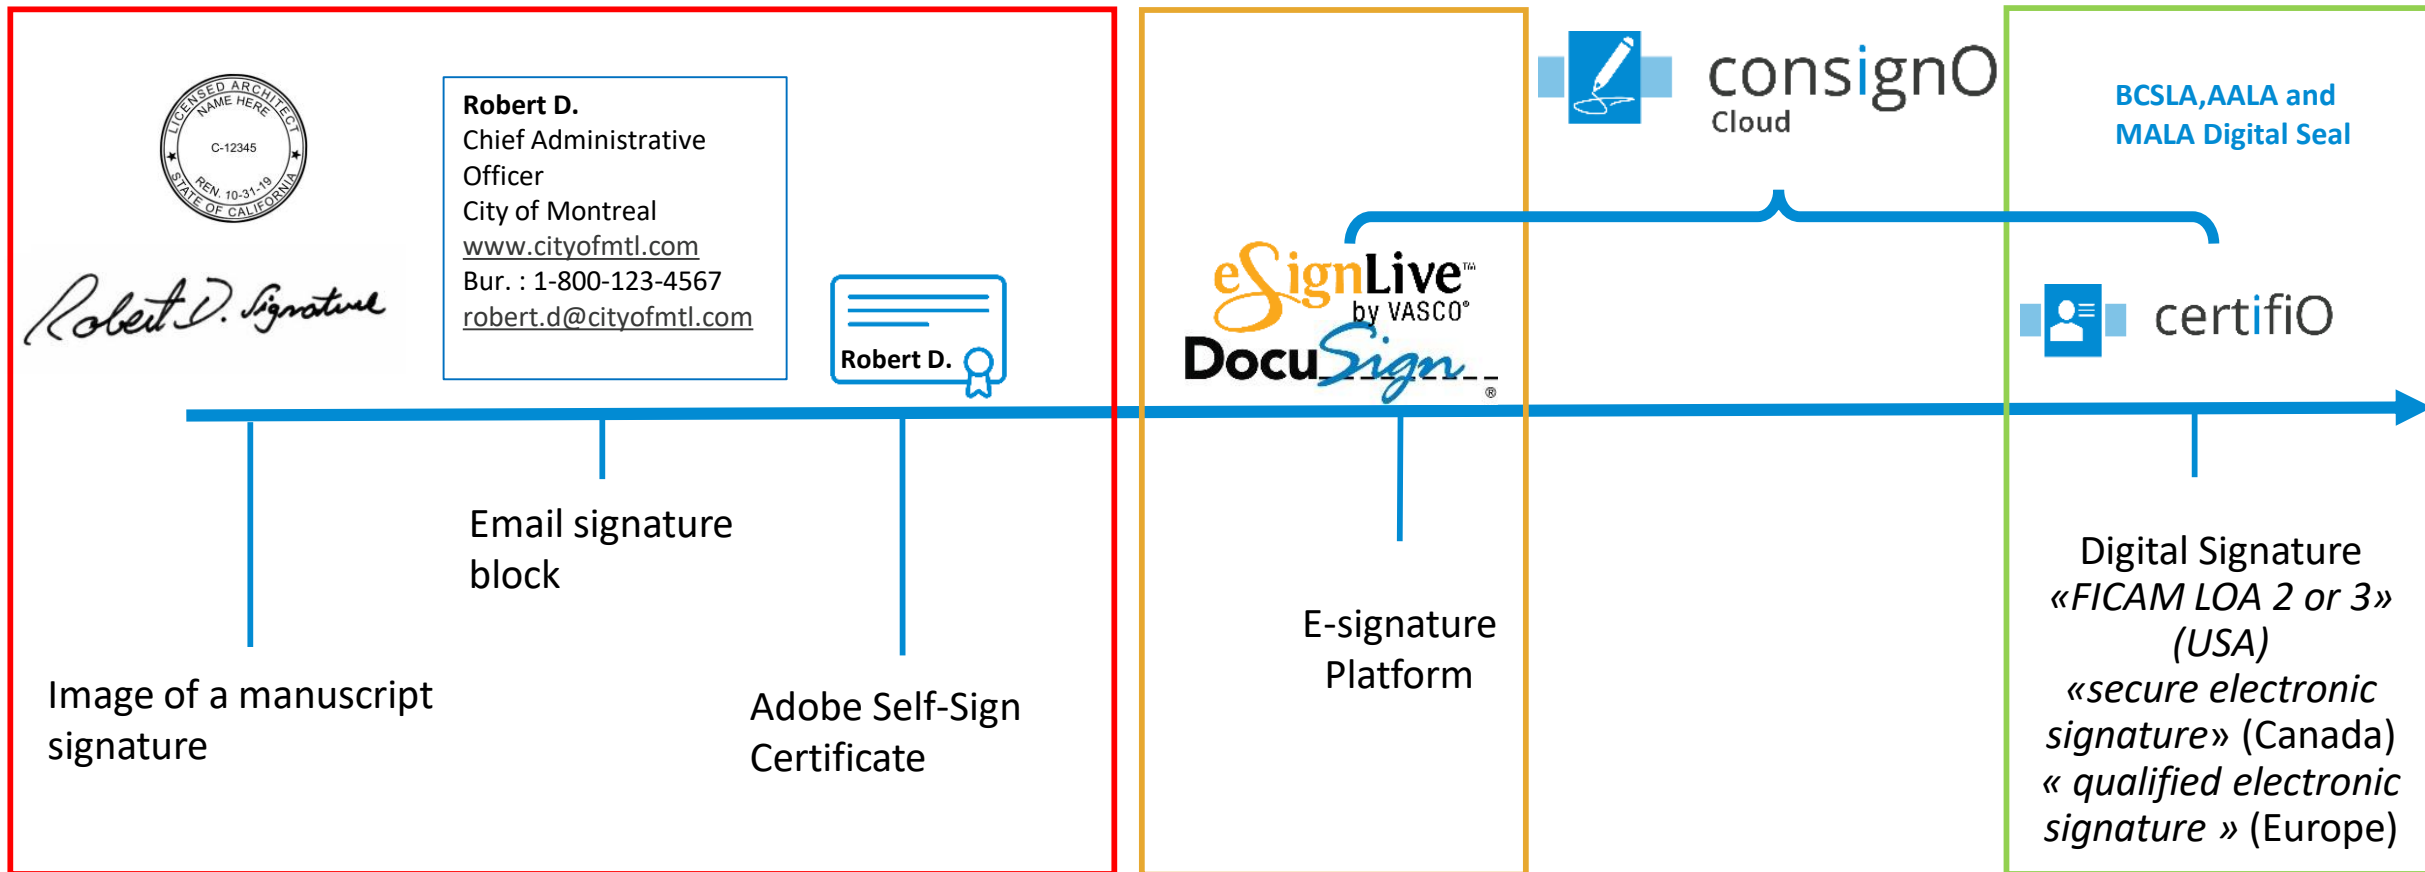 LICENSED ARCHITECT
NAME HERE
C-12345
REN. 10-31-19
STATE OF CALIFORNIA
Robert D. Signature
Robert D.
Chief Administrative
Officer
City of Montreal
www.cityofmtl.com
Bur. : 1-800-123-4567
robert.d@cityofmtl.com
Robert D.
eSignLive™
by VASCO®
DocuSign®
consignO
Cloud
BCSLA,AALA and
MALA Digital Seal
certifiO
Image of a manuscript
signature
Email signature
block
Adobe Self-Sign
Certificate
E-signature
Platform
Digital Signature
«FICAM LOA 2 or 3»
(USA)
«secure electronic
signature» (Canada)
« qualified electronic
signature » (Europe)